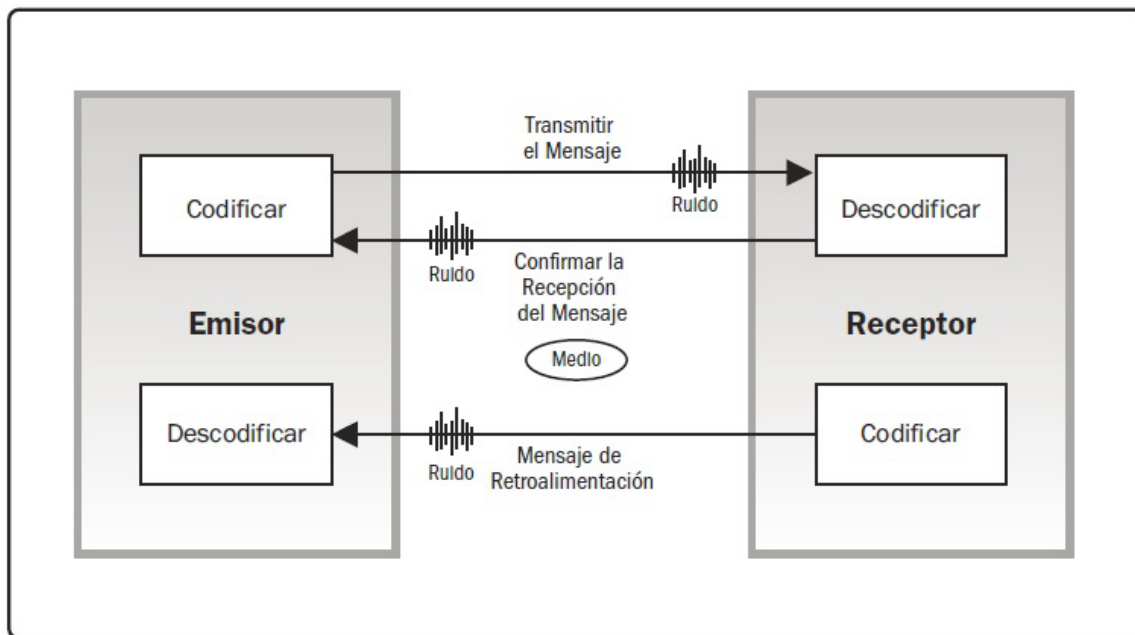 Transmitir
el Mensaje
Codificar
Ruido
Descodificar
Ruido
Confirmar la
Recepción
del Mensaje
Emisor
Receptor
Medio
Descodificar
Ruido
Mensaje de
Retroalimentación
Codificar